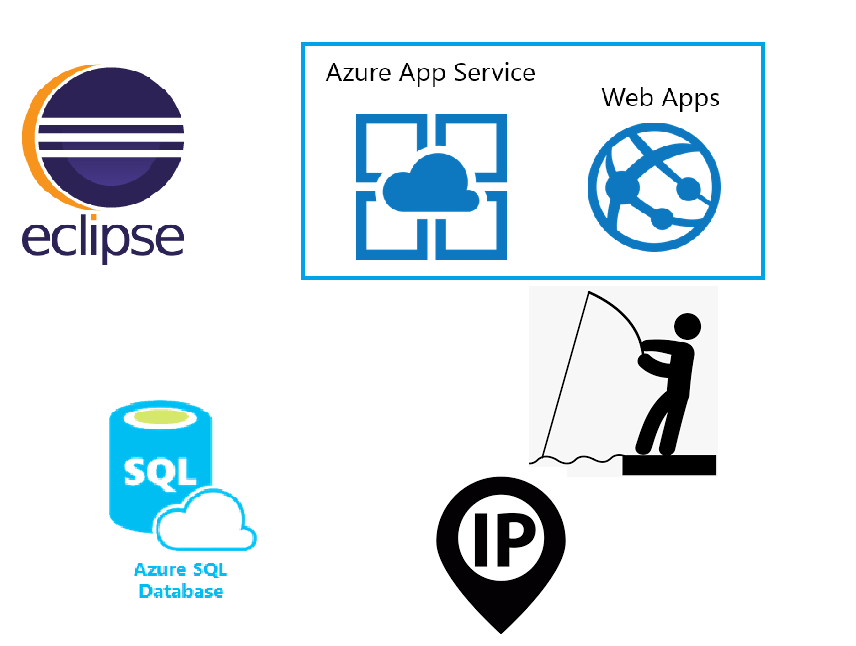 Azure App Service
Web Apps
eclipse
SQL
Azure SQL
Database
IP